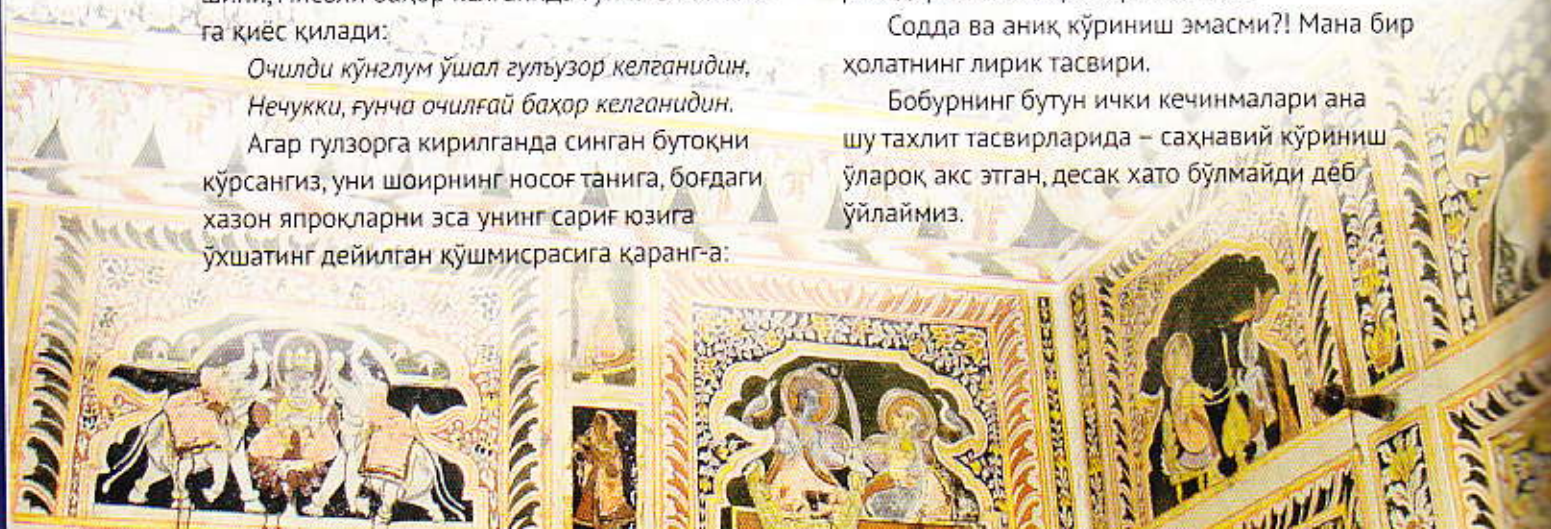 га қиёс қилади:
Очилди кўнглум ўшал гулъузор келганидин,
Нечукки, ғунча очилғай баҳор келганидин.
Агар гулзорга кирилганда синган бутоқни
кўрсангиз, уни шоирнинг носоғ танига, боғдаги
хазон япроқларни эса унинг сариғ юзига
ўхшатинг дейилган қўшмисрасига қаранг-а:
Содда ва аниқ кўриниш эмасми?! Мана бир
ҳолатнинг лирик тасвири.
Бобурнинг бутун ички кечинмалари ана
шу тахлит тасвирларида – саҳнавий кўриниш
ўлароқ акс этган, десак хато бўлмайди деб
ўйлаймиз.